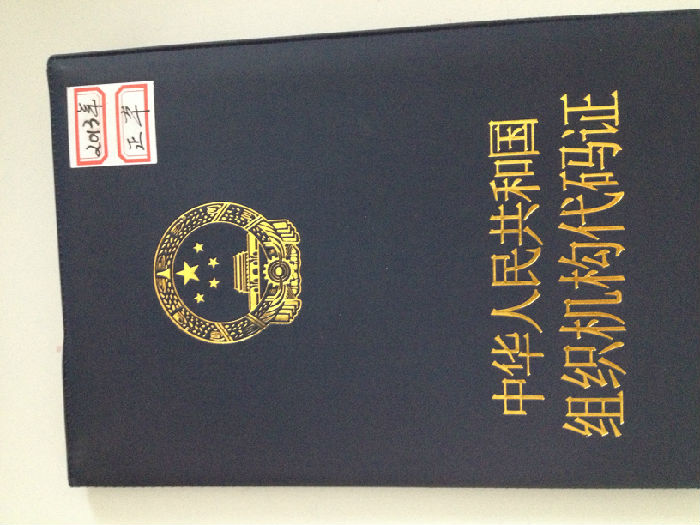 2013年
正本
中华人民共和国
组织机构代码证